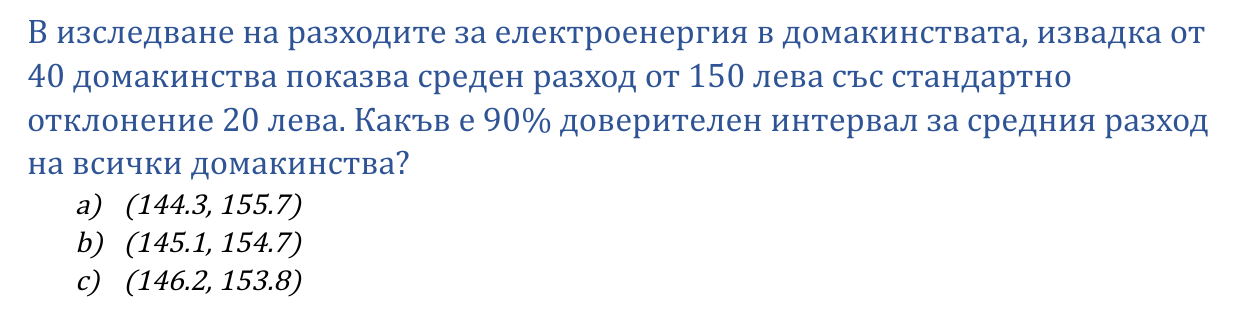 В изследване на разходите за електроенергия в домакинствата, извадка от
40 домакинства показва среден разход от 150 лева със стандартно
отклонение 20 лева. Какъв е 90% доверителен интервал за средния разход
на всички домакинства?
a) (144.3, 155.7)
b) (145.1, 154.7)
c) (146.2, 153.8)